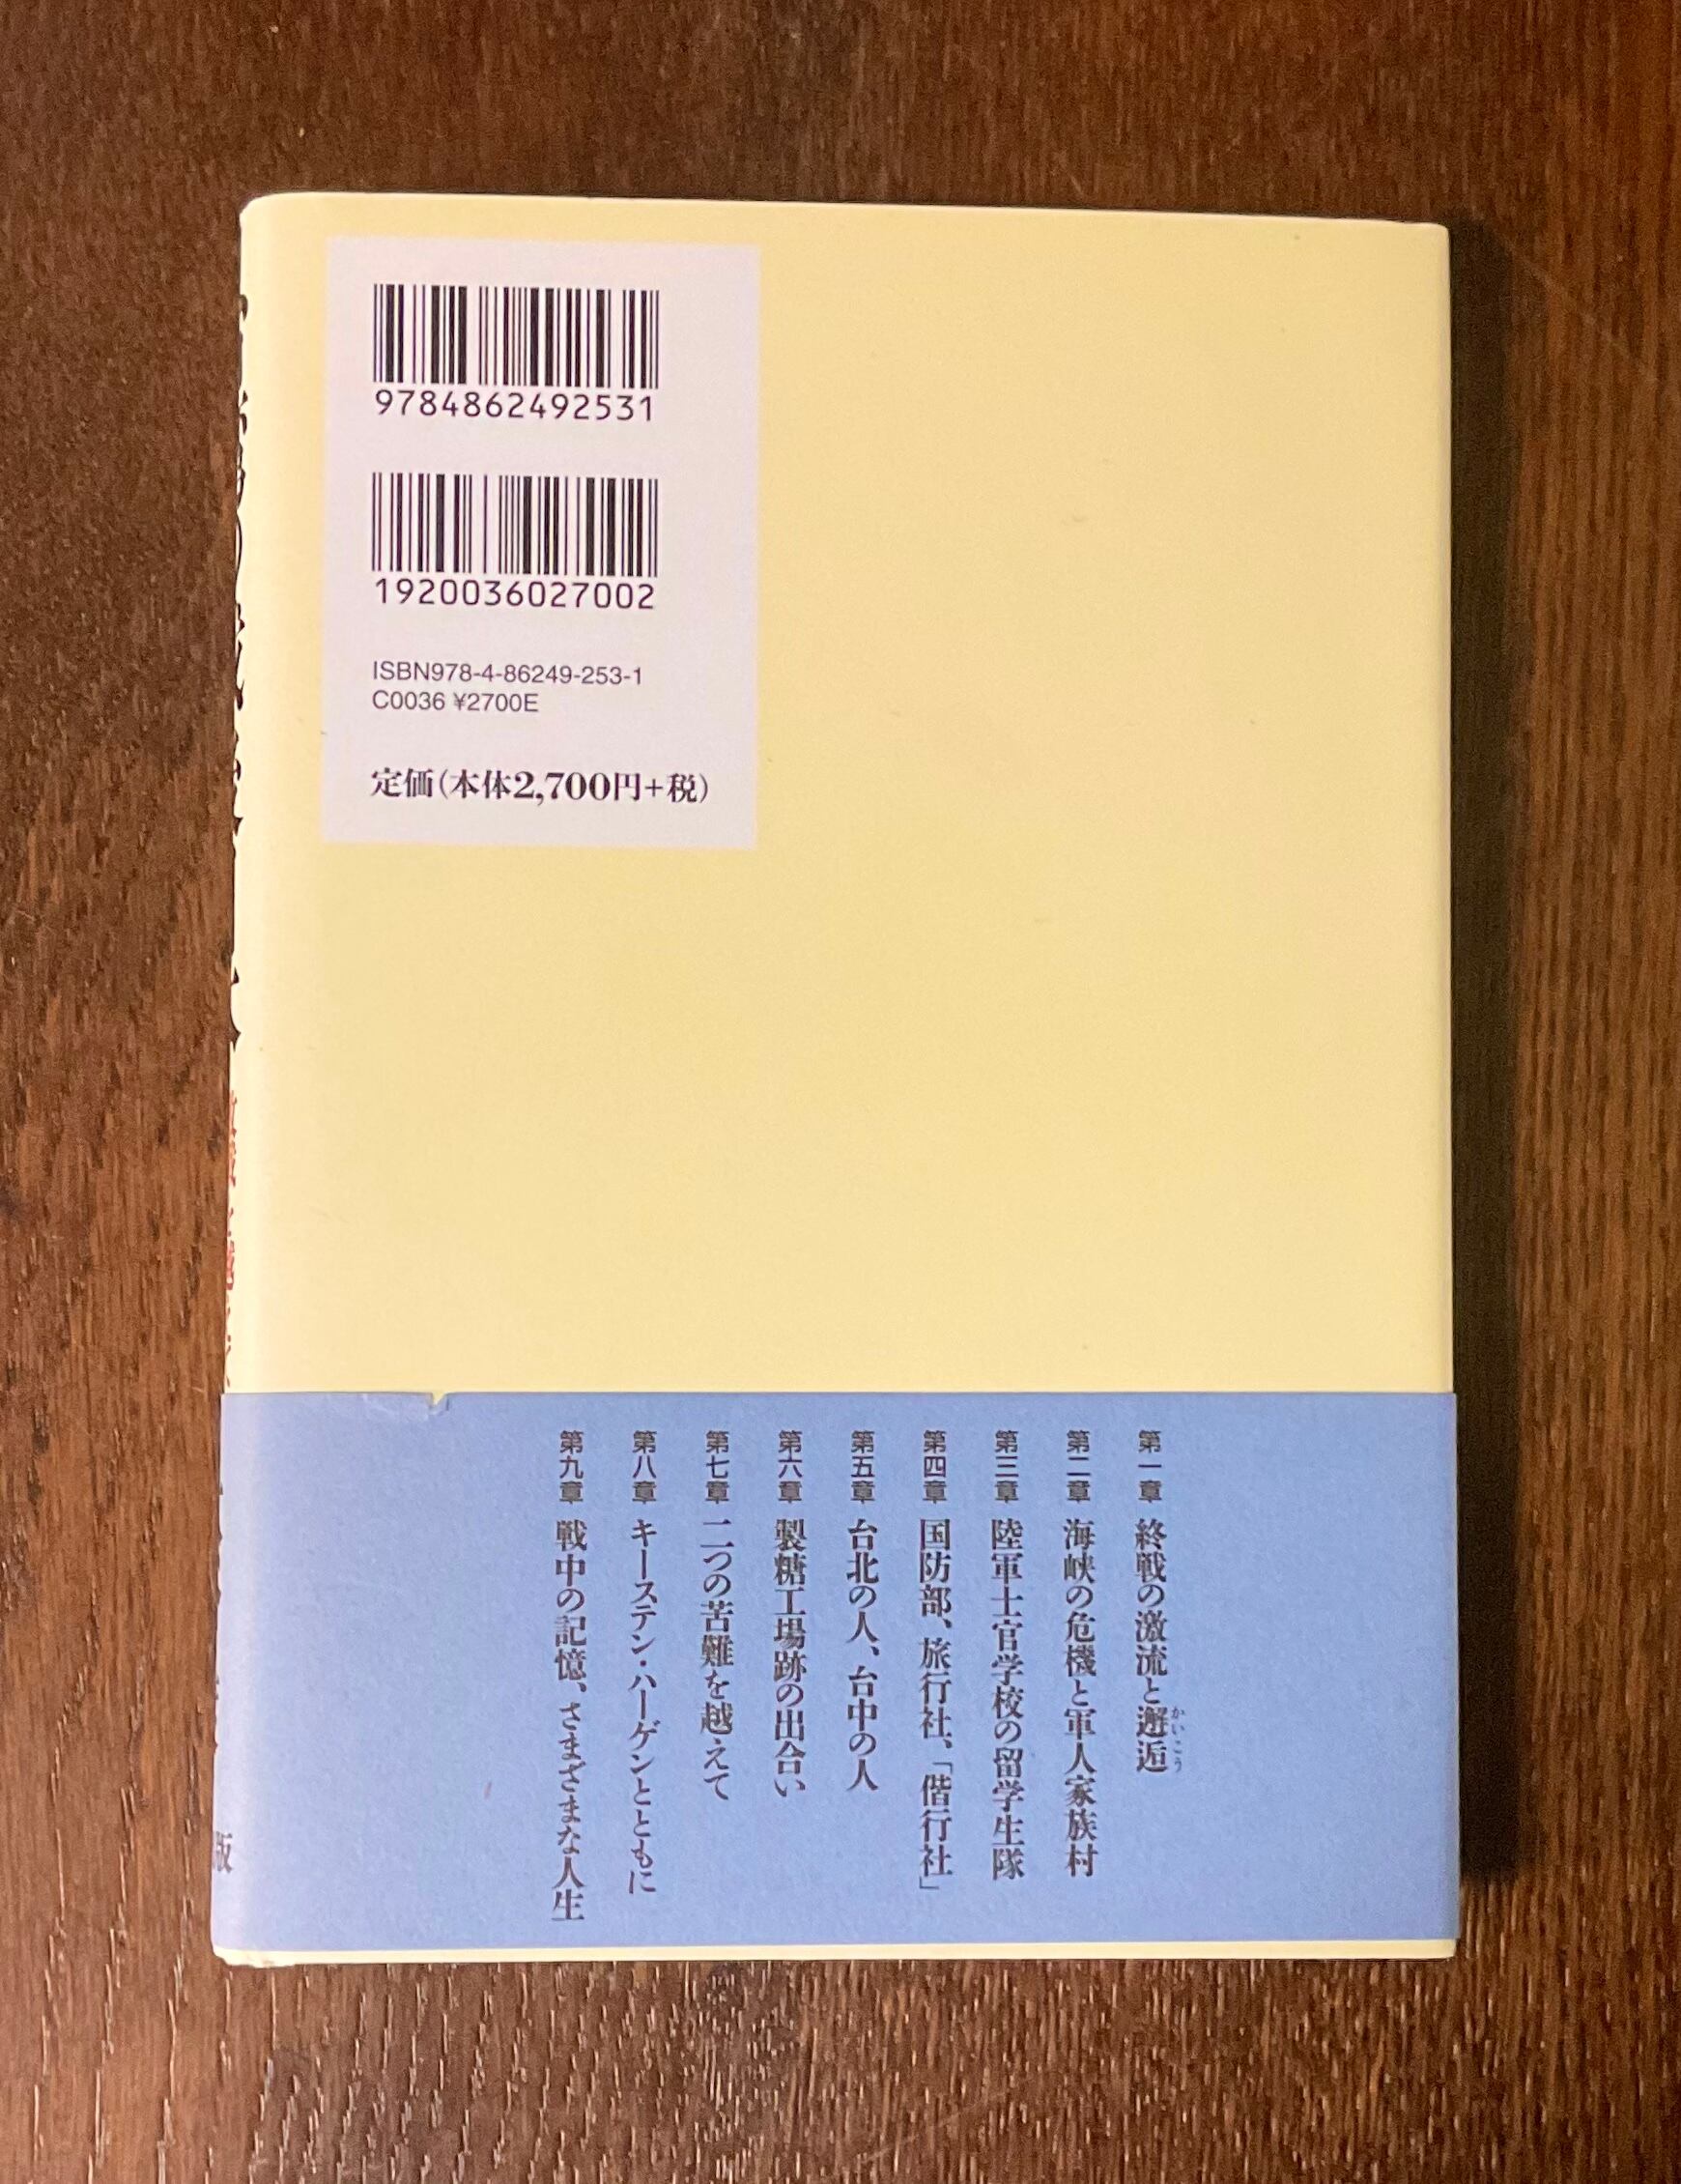 9784862492531
1920036027002
ISBN978-4-86249-253-1
C0036 ¥2700E
定価(本体2,700円+税)
第一章 終戦の激流と邂逅
かいこう
第二章 海峡の危機と軍人家族村
第三章 陸軍士官学校の留学生隊
第四章 国防部、旅行社、「偕行社」
第五章 台北の人、台中の人
第六章 製糖工場跡の出合い
第七章 二つの苦難を越えて
第八章 キーステン・ハーゲンとともに
第九章 戦中の記憶、さまざまな人生
版